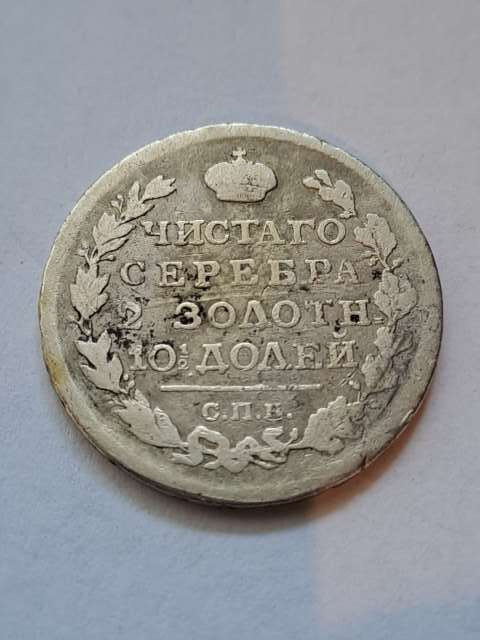 ЧИСТАГО
СЕРЕБРА
2 ЗОЛОТН
10½ ДОЛЕЙ
С.П.Б.